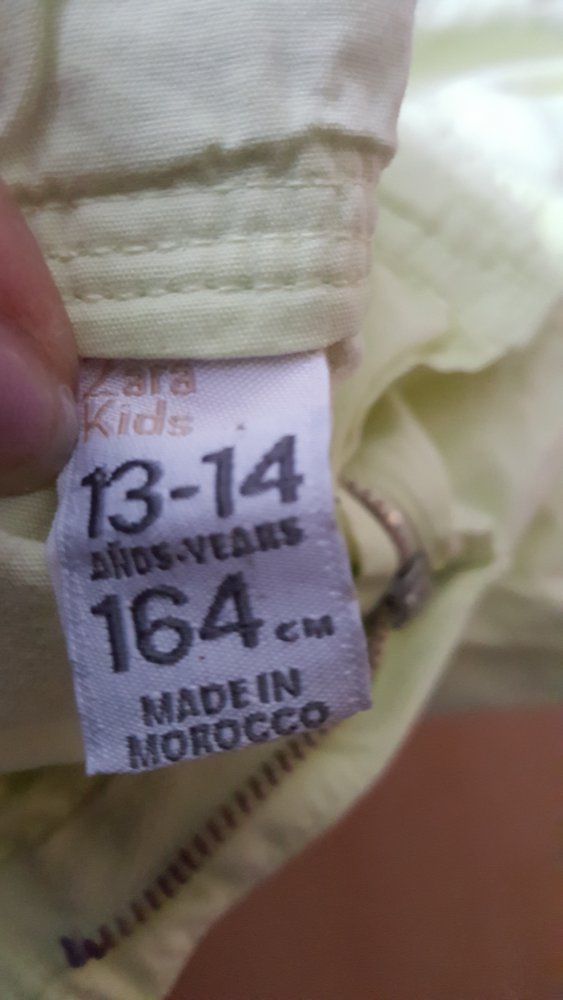 Zara
Kids
13-14
AÑOS-YEARS
164 CM
MADE IN
MOROCCO